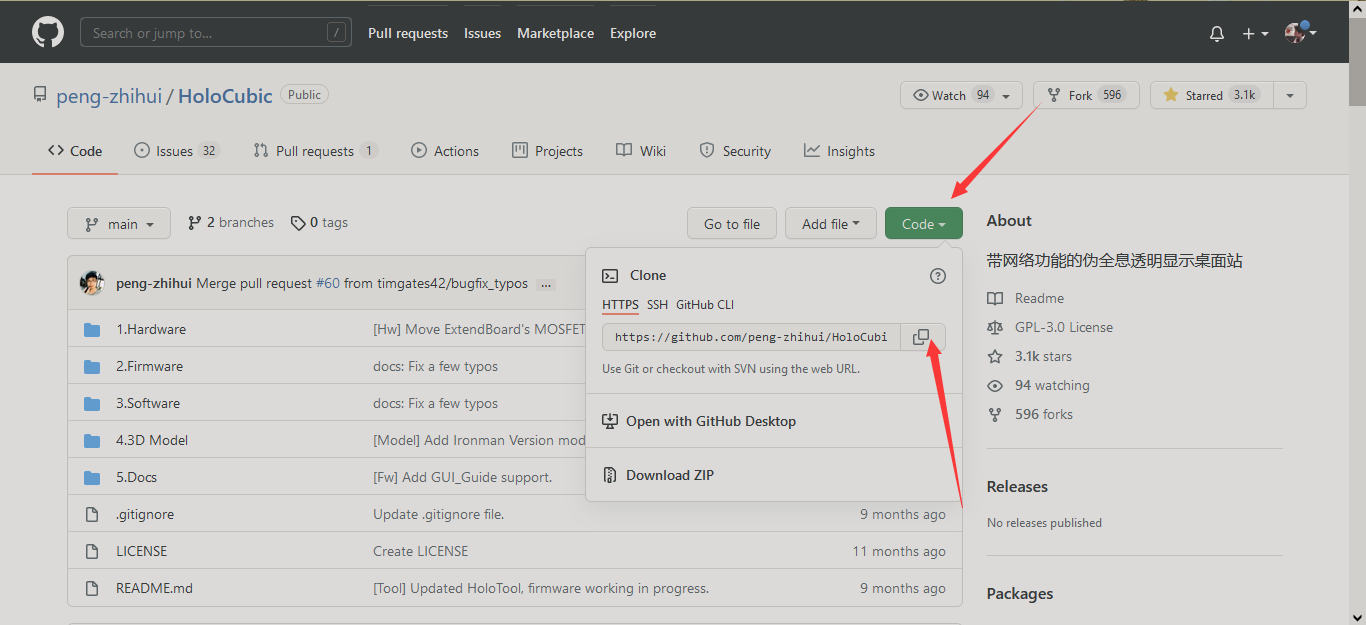 Search or jump to... / Pull requests Issues Marketplace Explore
peng-zhihui / HoloCubic Public Watch 94 Fork 596 Starred 3.1k
Code Issues 32 Pull requests 1 Actions Projects Wiki Security Insights
main 2 branches 0 tags Go to file Add file Code
peng-zhihui Merge pull request #60 from timgates42/bugfix_typos ...
1.Hardware [Hw] Move ExtendBoard's MOSFET
2.Firmware docs: Fix a few typos
3.Software docs: Fix a few typos
4.3D Model [Model] Add Ironman Version mod
5.Docs [Fw] Add GUI_Guide support.
.gitignore Update .gitignore file. 9 months ago
LICENSE Create LICENSE 11 months ago
README.md [Tool] Updated HoloTool, firmware working in progress. 9 months ago
Clone
HTTPS SSH GitHub CLI
https://github.com/peng-zhihui/HoloCubi
Use Git or checkout with SVN using the web URL.
Open with GitHub Desktop
Download ZIP
About
带网络功能的伪全息透明显示桌面站
Readme
GPL-3.0 License
3.1k stars
94 watching
596 forks
Releases
No releases published
Packages